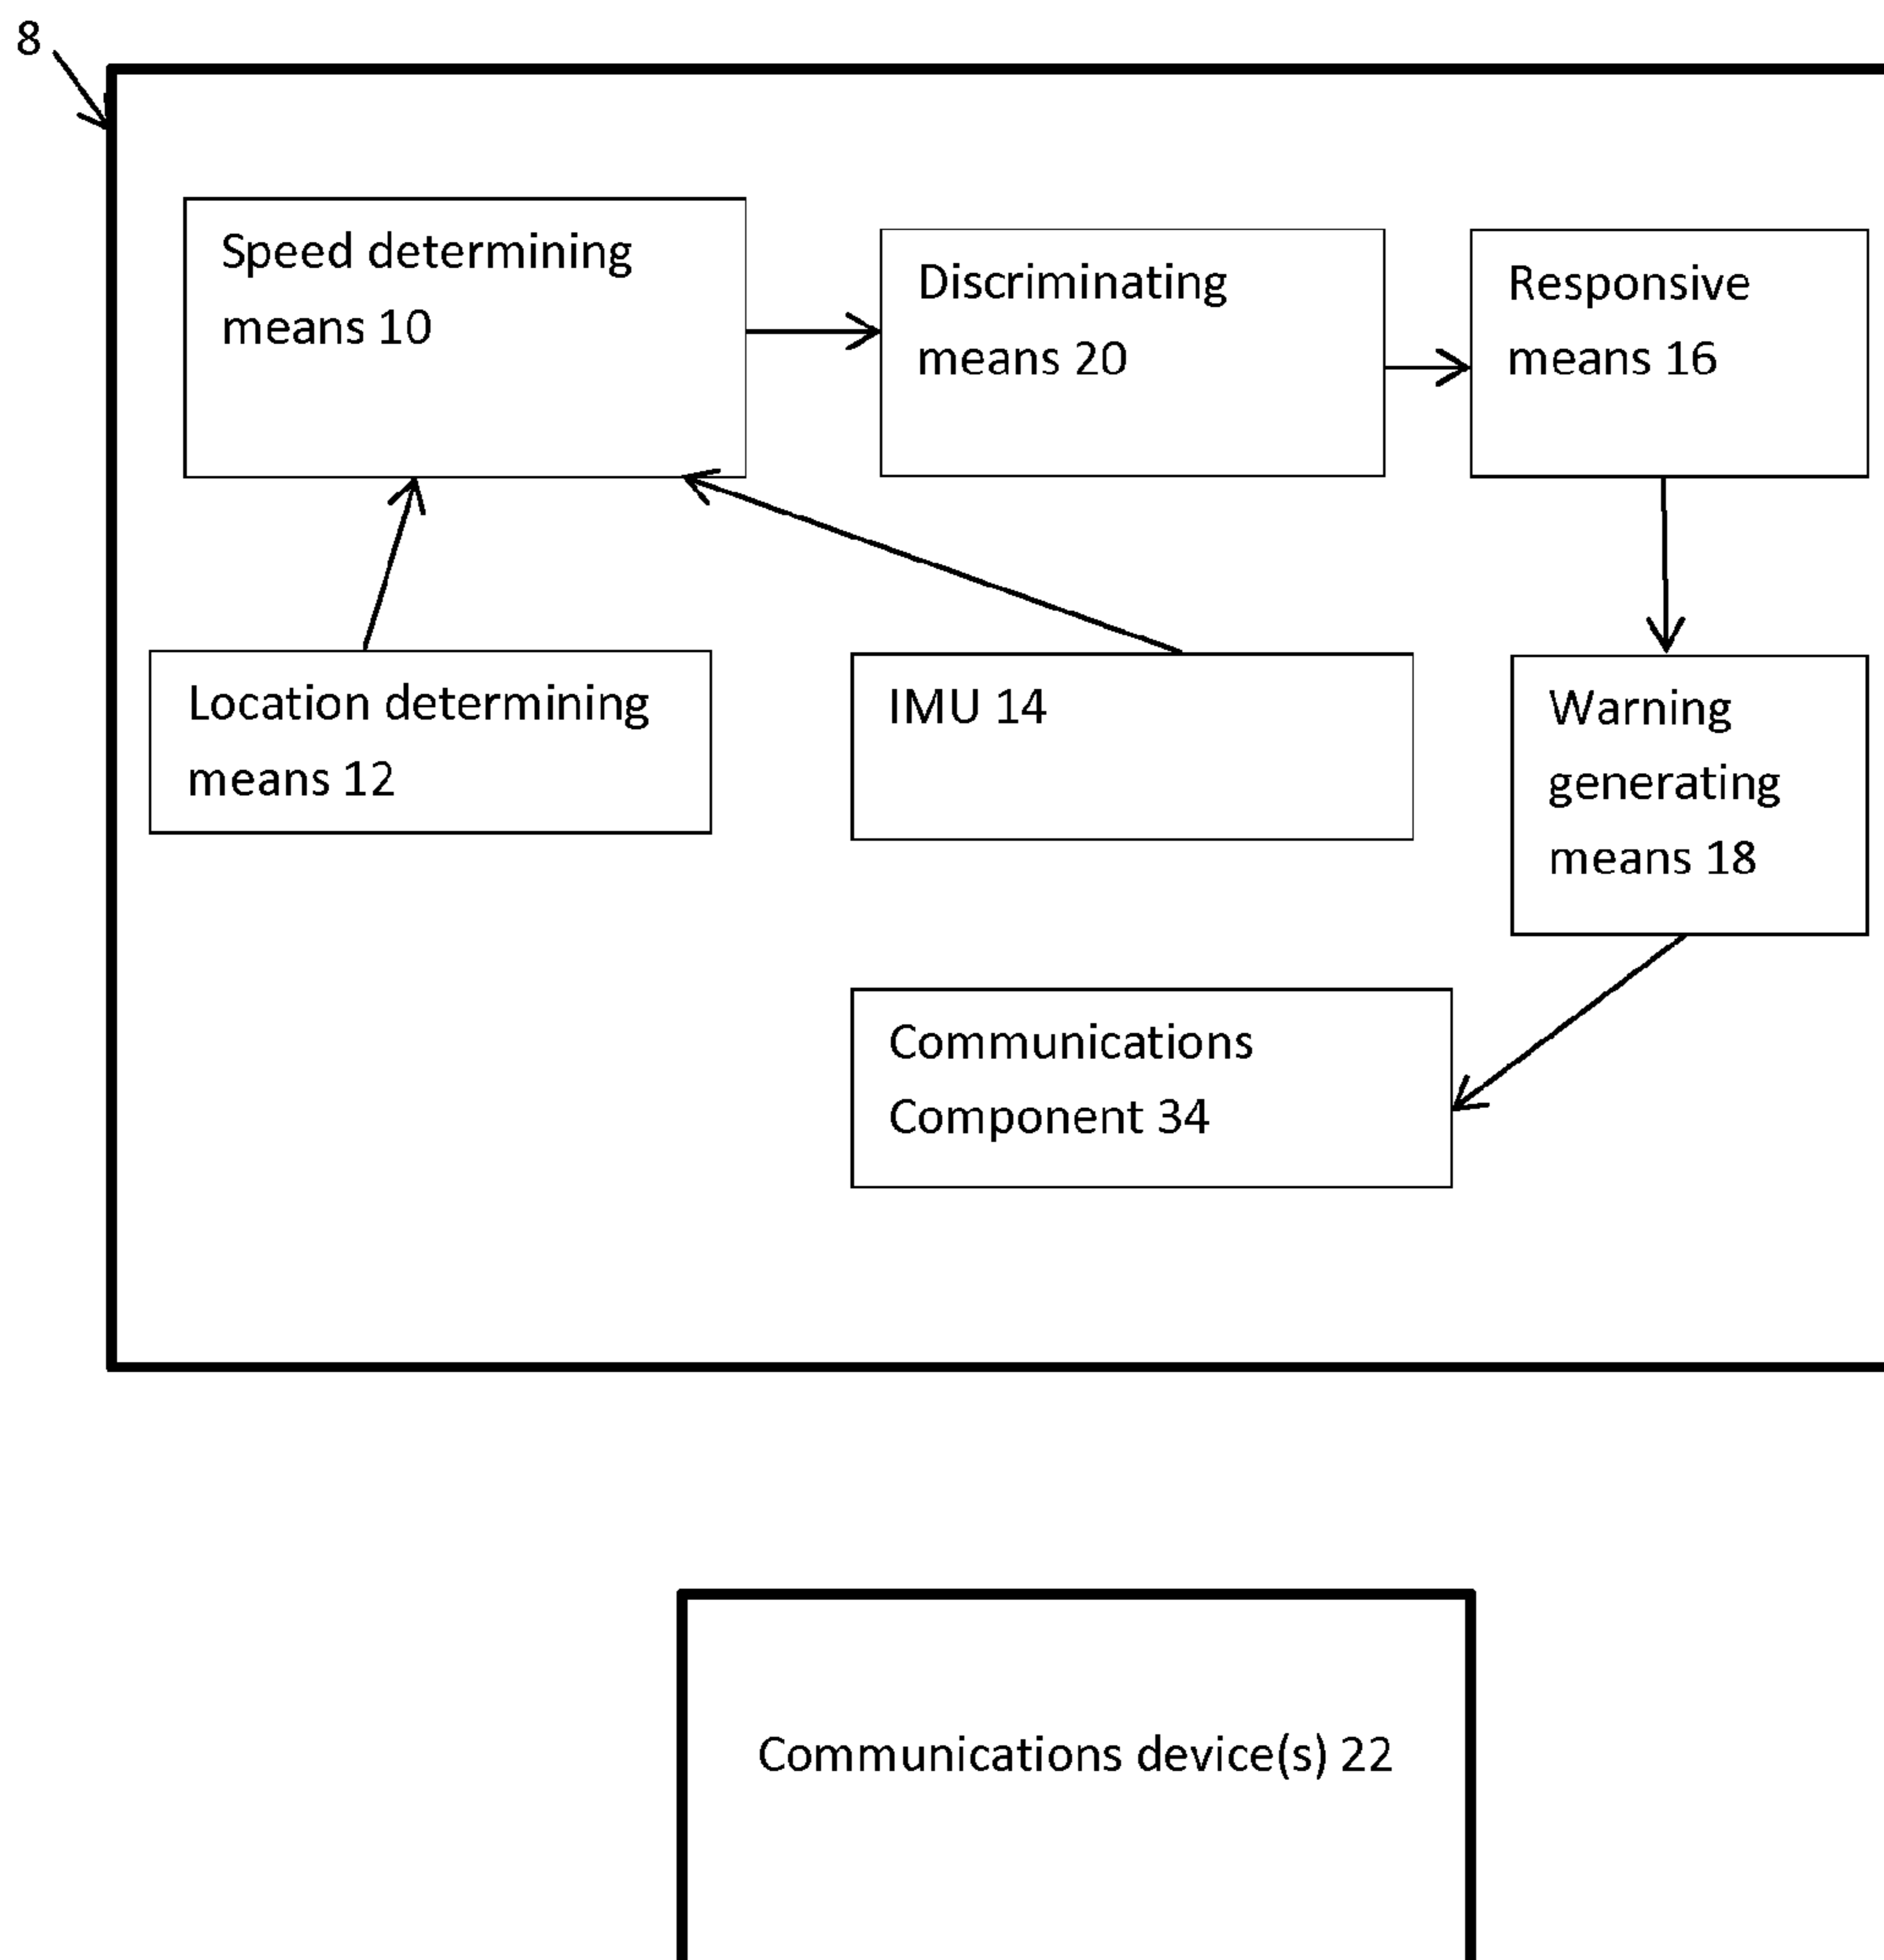 8
Speed determining
means 10
Discriminating
means 20
Responsive
means 16
Location determining
means 12
IMU 14
Warning
generating
means 18
Communications
Component 34
Communications device(s) 22